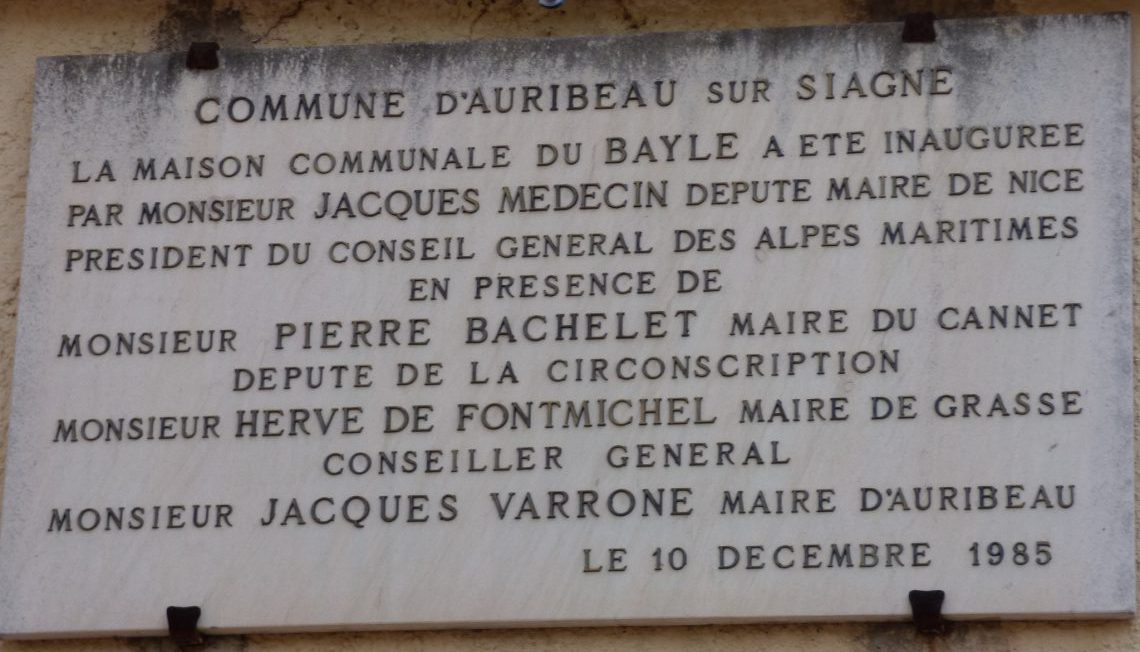 COMMUNE D'AURIBEAU SUR SIAGNE
LA MAISON COMMUNALE DU BAYLE A ETE INAUGUREE
PAR MONSIEUR JACQUES MEDECIN DEPUTE MAIRE DE NICE
PRESIDENT DU CONSEIL GENERAL DES ALPES MARITIMES
EN PRESENCE DE
MONSIEUR PIERRE BACHELET MAIRE DU CANNET
DEPUTE DE LA CIRCONSCRIPTION
MONSIEUR HERVE DE FONTMICHEL MAIRE DE GRASSE
CONSEILLER GENERAL
MONSIEUR JACQUES VARRONE MAIRE D'AURIBEAU
LE 10 DECEMBRE 1985